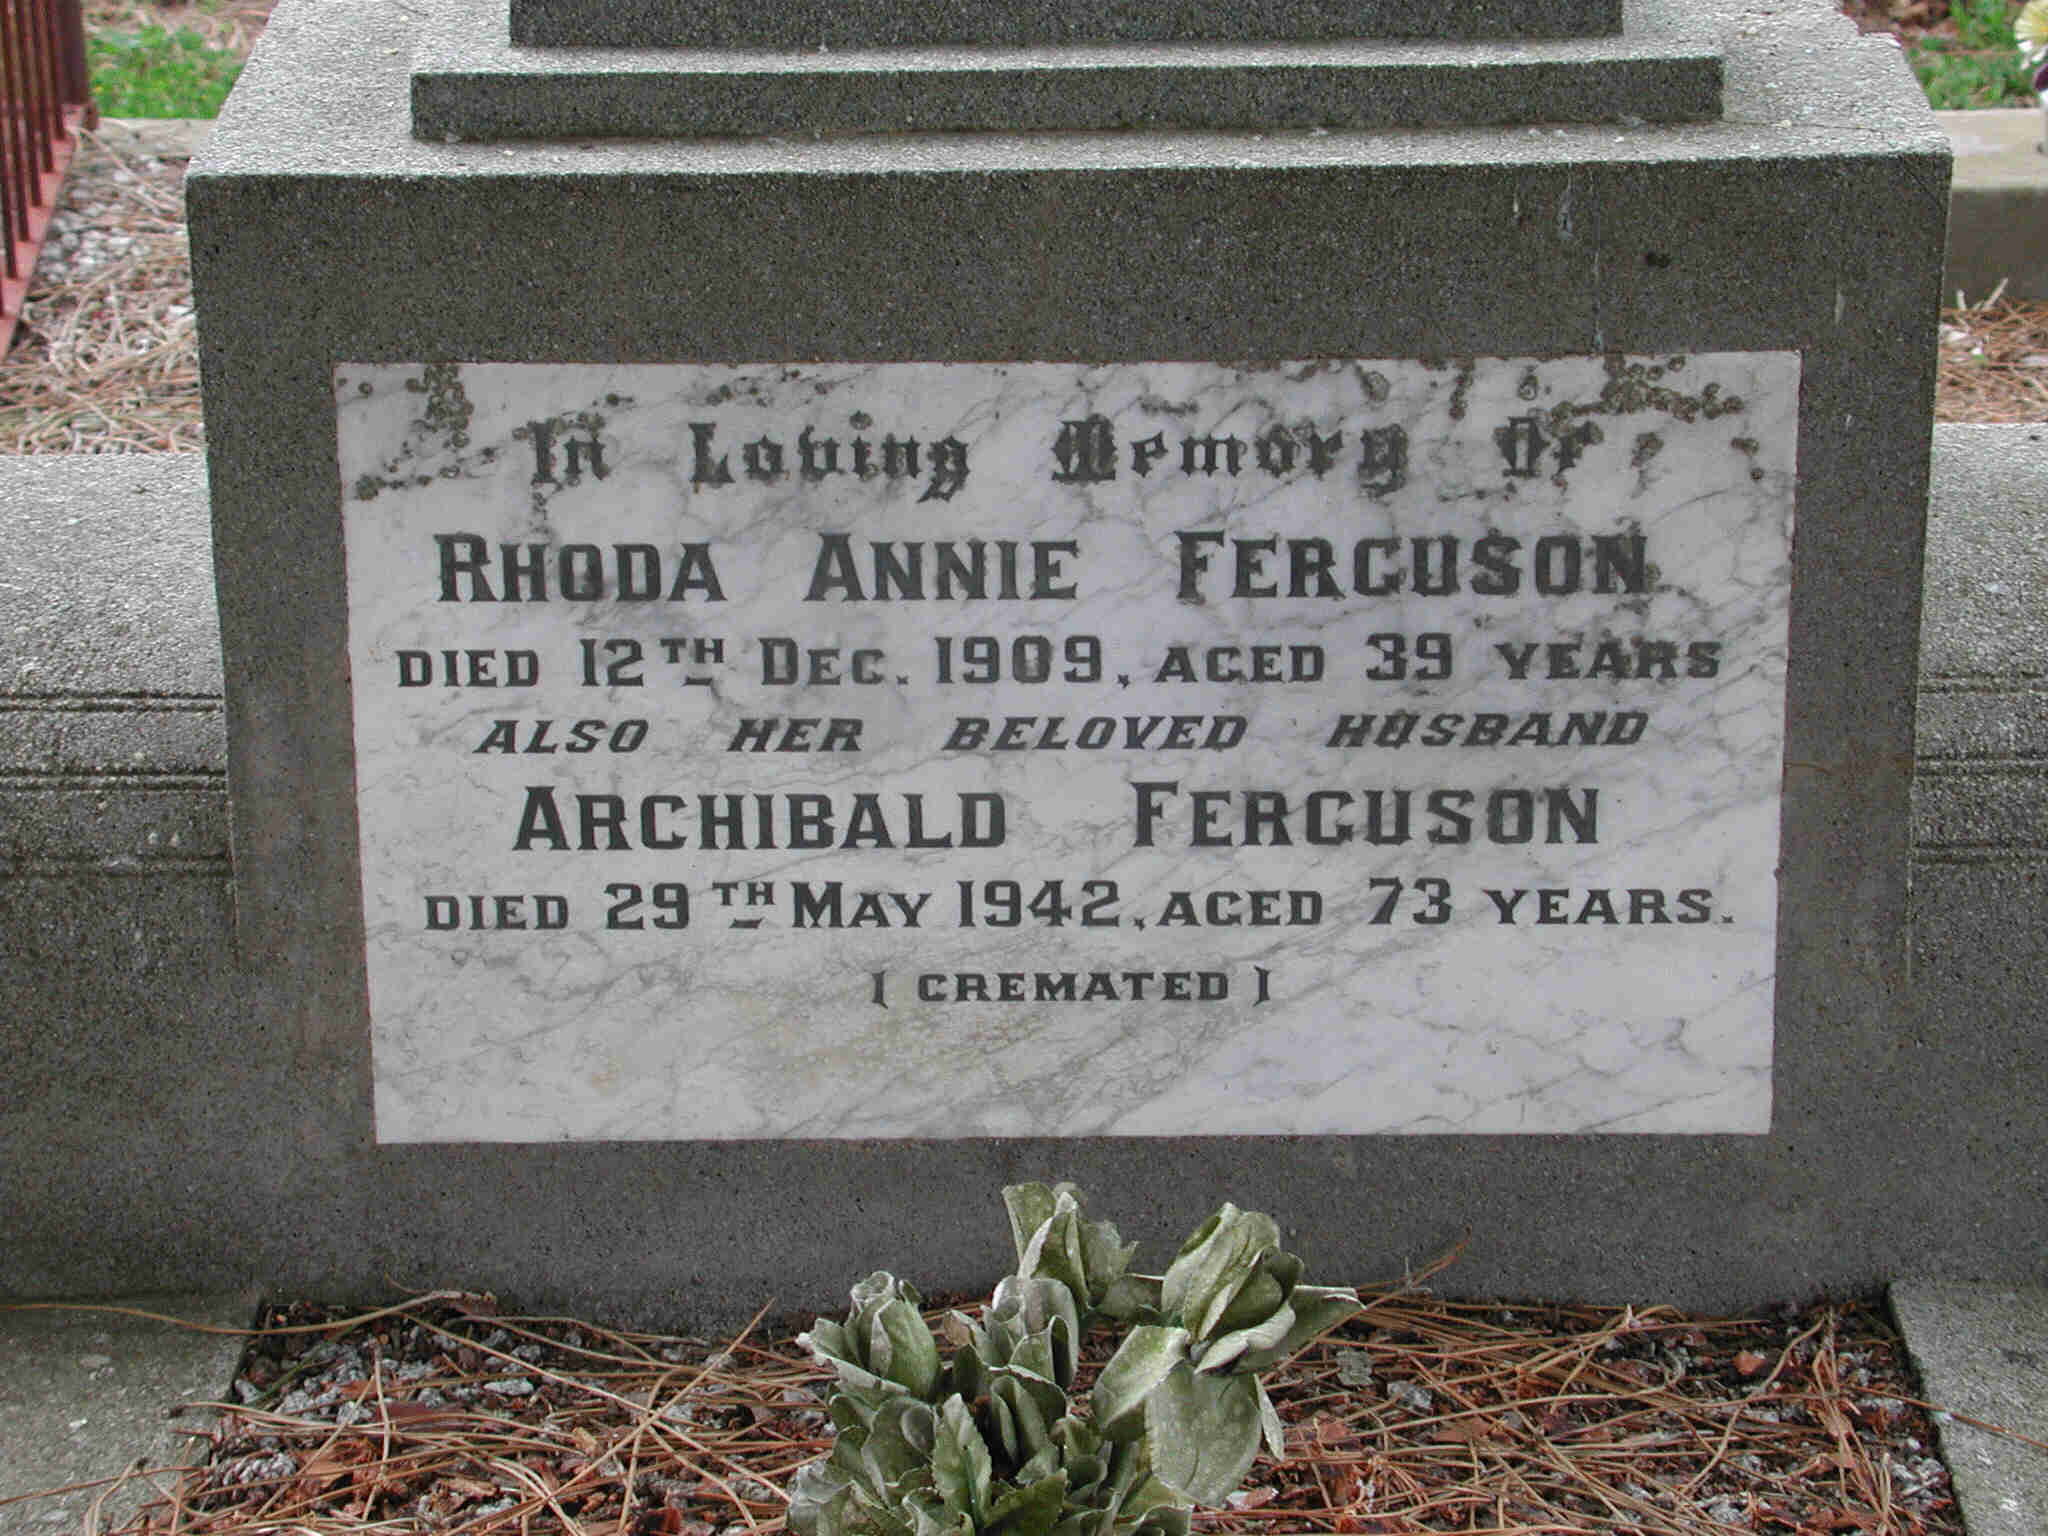 In Loving Memory Of
RHODA ANNIE FERGUSON
DIED 12TH DEC. 1909, AGED 39 YEARS
ALSO HER BELOVED HUSBAND
ARCHIBALD FERGUSON
DIED 29TH MAY 1942, AGED 73 YEARS.
(CREMATED)